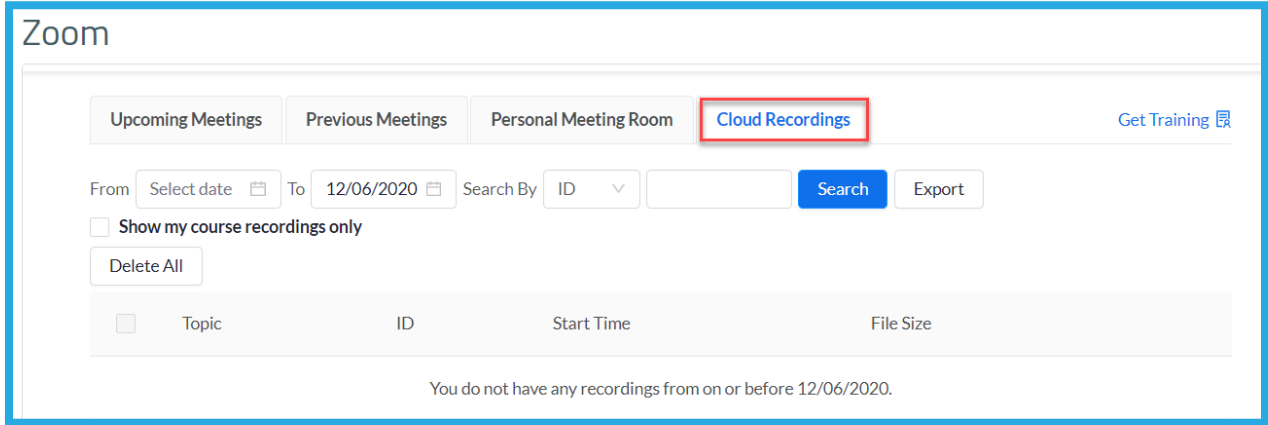 Zoom
Upcoming Meetings Previous Meetings Personal Meeting Room Cloud Recordings Get Training
From Select date To 12/06/2020 Search By ID Search Export
Show my course recordings only
Delete All
Topic ID Start Time File Size
You do not have any recordings from on or before 12/06/2020.